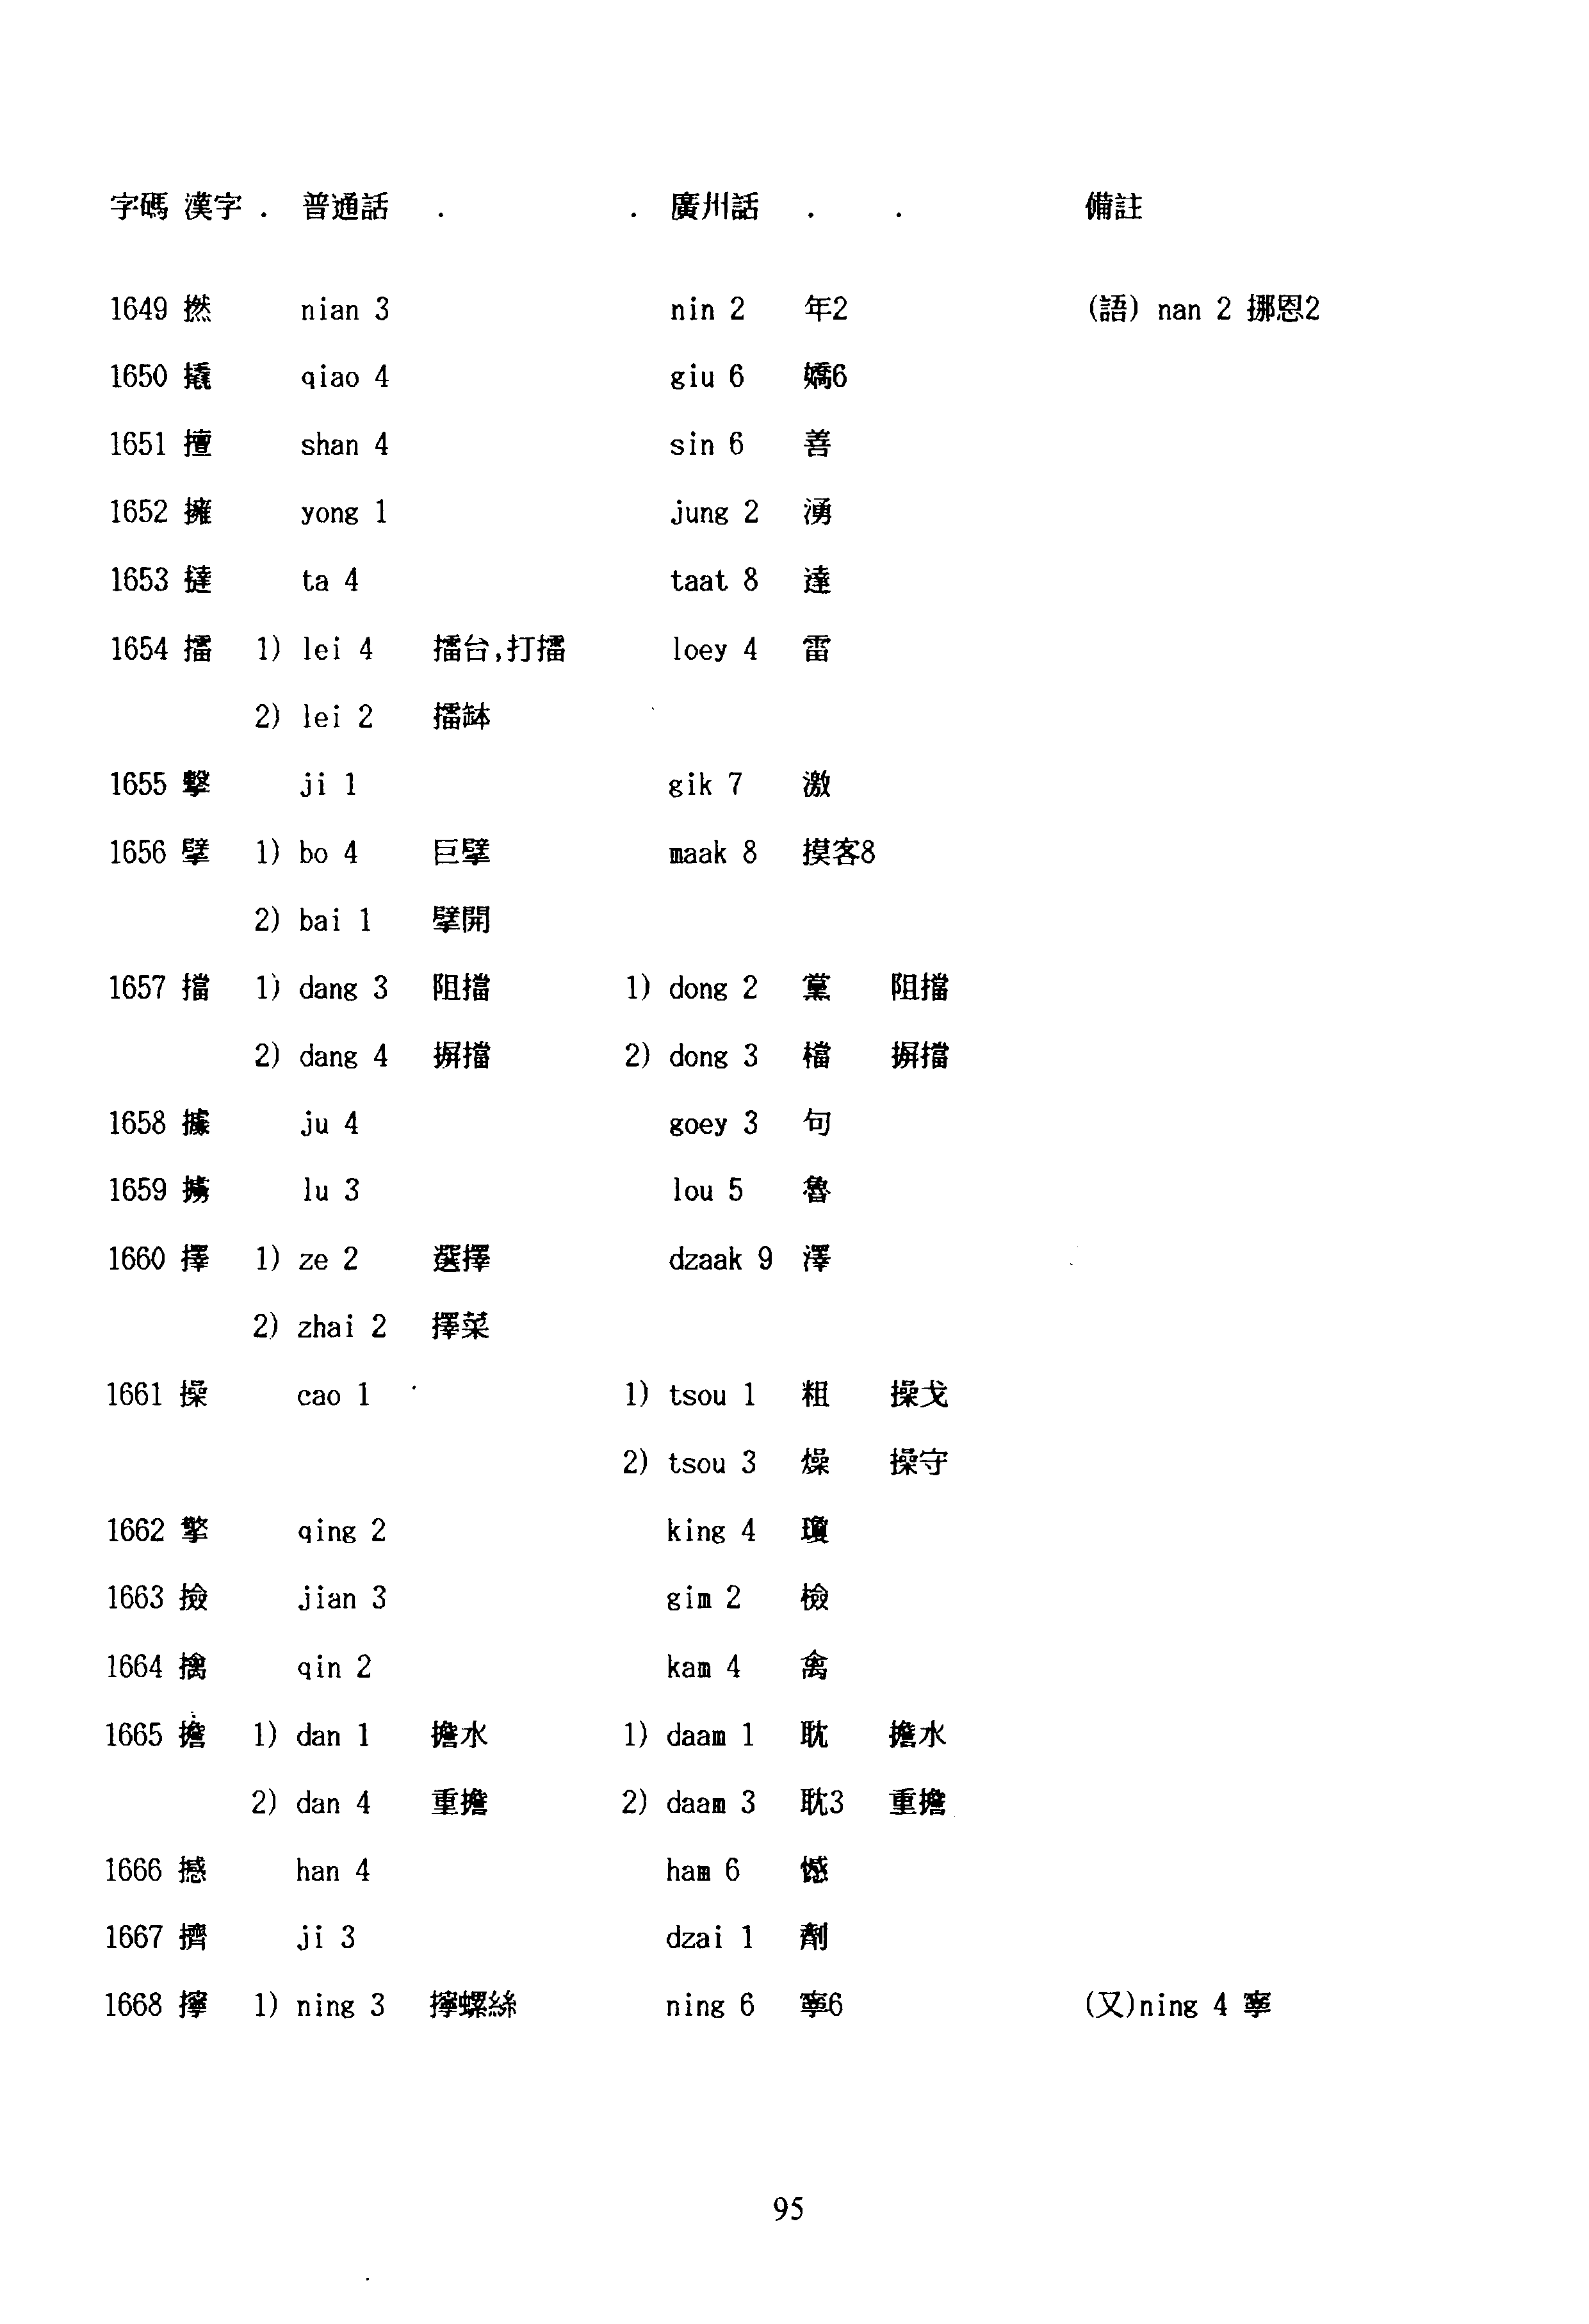 字碼 漢字 . 普通話 . . 廣州話 . . 備註
1649 撚 nian 3 nin 2 年2 (語) nan 2 挪恩2
1650 撬 qiao 4 giu 6 嬌6
1651 擅 shan 4 sin 6 善
1652 擁 yong 1 jung 2 湧
1653 撻 ta 4 taat 8 達
1654 擂 1) lei 4 擂台,打擂 loey 4 雷
2) lei 2 擂缽
1655 擊 ji 1 gik 7 激
1656 擘 1) bo 4 巨擘 maak 8 摸客8
2) bai 1 擘開
1657 擋 1) dang 3 阻擋 1) dong 2 黨 阻擋
2) dang 4 摒擋 2) dong 3 檔 摒擋
1658 據 ju 4 goey 3 句
1659 擄 lu 3 lou 5 魯
1660 擇 1) ze 2 選擇 dzaak 9 澤
2) zhai 2 擇菜
1661 操 cao 1 1) tsou 1 粗 操戈
2) tsou 3 燥 操守
1662 擎 qing 2 king 4 瓊
1663 撿 jian 3 gim 2 檢
1664 擒 qin 2 kam 4 禽
1665 擔 1) dan 1 擔水 1) daam 1 耽 擔水
2) dan 4 重擔 2) daam 3 耽3 重擔
1666 撼 han 4 ham 6 憾
1667 擠 ji 3 dzai 1 劑
1668 擰 1) ning 3 擰螺絲 ning 6 寧6 (又)ning 4 寧
95